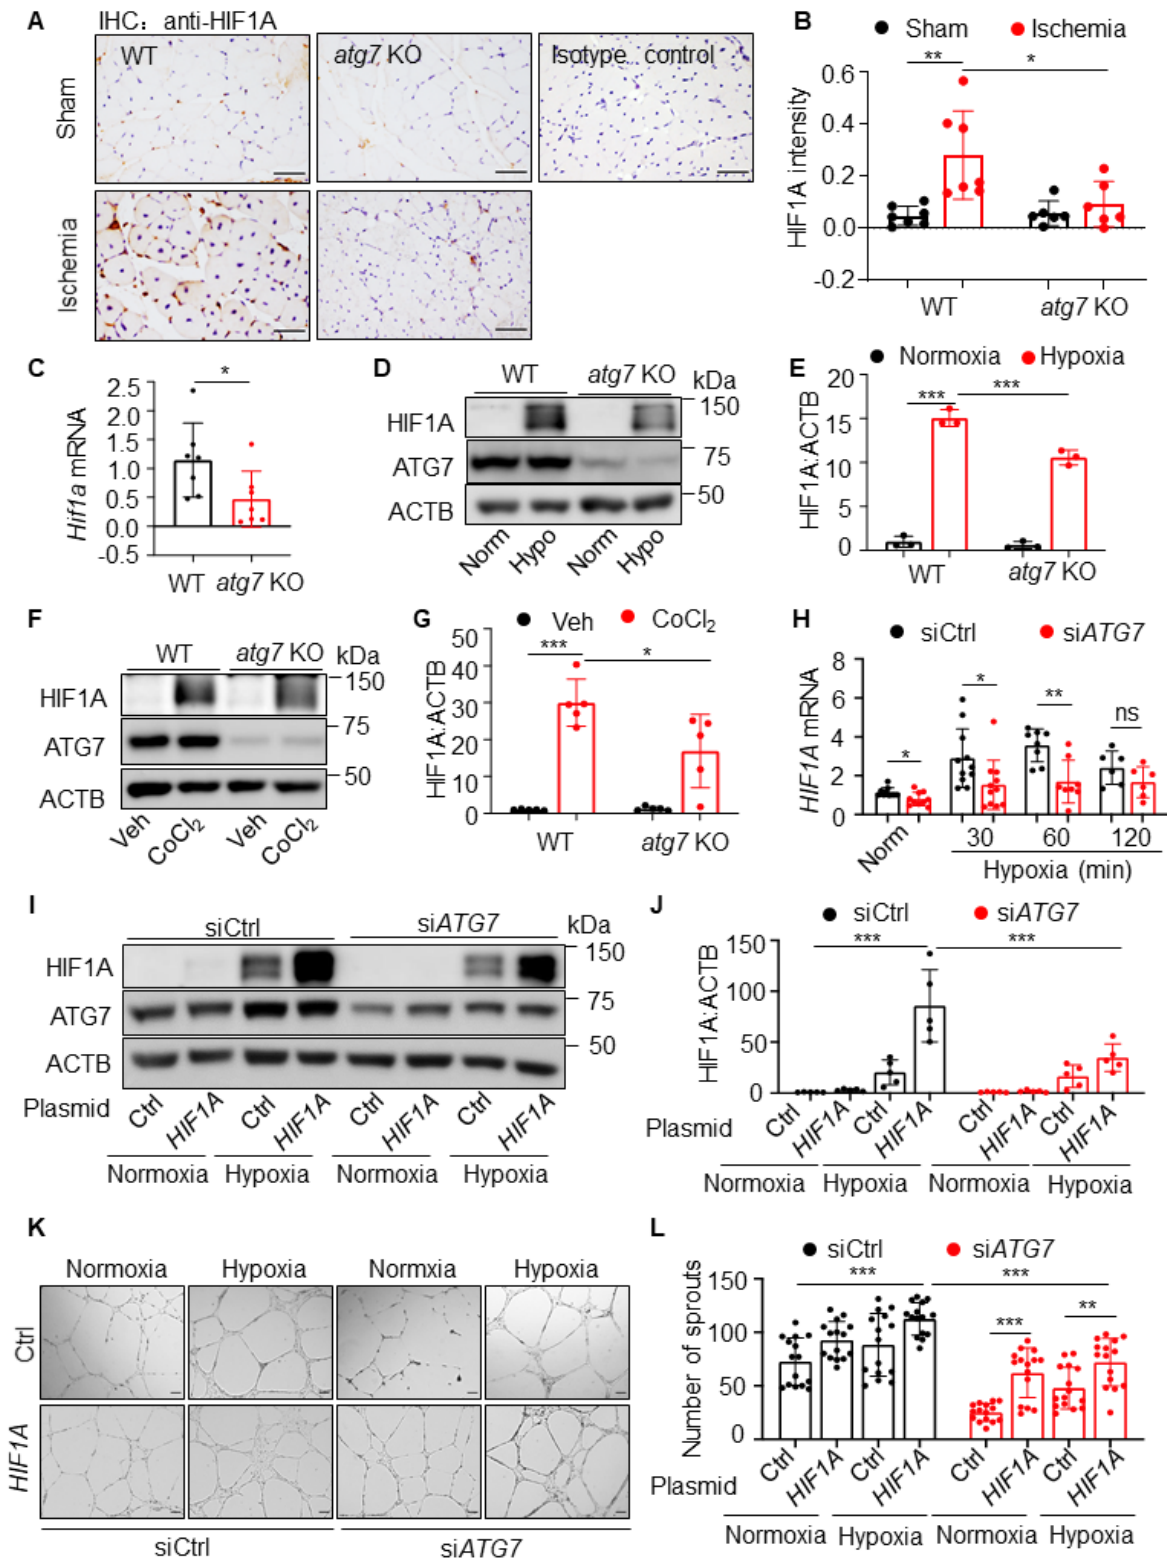 A
IHC: anti-HIF1A
WT
atg7 KO
Isotype control
Sham
Ischemia
B
Sham
Ischemia
**
*
0.6
0.4
0.2
0.0
-0.2
HIF1A intensity
WT
atg7 KO
C
*
2.5
2.0
1.5
1.0
0.5
0.0
-0.5
Hif1a mRNA
WT
atg7 KO
D
WT
atg7 KO
kDa
HIF1A
150
ATG7
75
ACTB
50
Norm
Hypo
Norm
Hypo
E
Normoxia
Hypoxia
***
***
20
15
10
5
0
HIF1A:ACTB
WT
atg7 KO
F
WT
atg7 KO
kDa
HIF1A
150
ATG7
75
ACTB
50
Veh
CoCl₂
Veh
CoCl₂
G
Veh
CoCl₂
***
*
50
40
30
20
10
0
HIF1A:ACTB
WT
atg7 KO
H
siCtrl
siATG7
8
6
4
2
0
HIF1A mRNA
*
*
**
ns
Norm
30
60
120
Hypoxia (min)
I
siCtrl
siATG7
kDa
HIF1A
150
ATG7
75
ACTB
50
Plasmid
Ctrl
HIF1A
Ctrl
HIF1A
Ctrl
HIF1A
Ctrl
HIF1A
Normoxia
Hypoxia
Normoxia
Hypoxia
J
siCtrl
siATG7
***
***
150
100
50
0
HIF1A:ACTB
Plasmid
Ctrl
HIF1A
Ctrl
HIF1A
Ctrl
HIF1A
Ctrl
HIF1A
Normoxia
Hypoxia
Normoxia
Hypoxia
K
Normoxia
Hypoxia
Normxia
Hypoxia
Ctrl
HIF1A
siCtrl
siATG7
L
siCtrl
siATG7
***
***
***
**
150
100
50
0
Number of sprouts
Plasmid
Ctrl
HIF1A
Ctrl
HIF1A
Ctrl
HIF1A
Ctrl
HIF1A
Normoxia
Hypoxia
Normoxia
Hypoxia